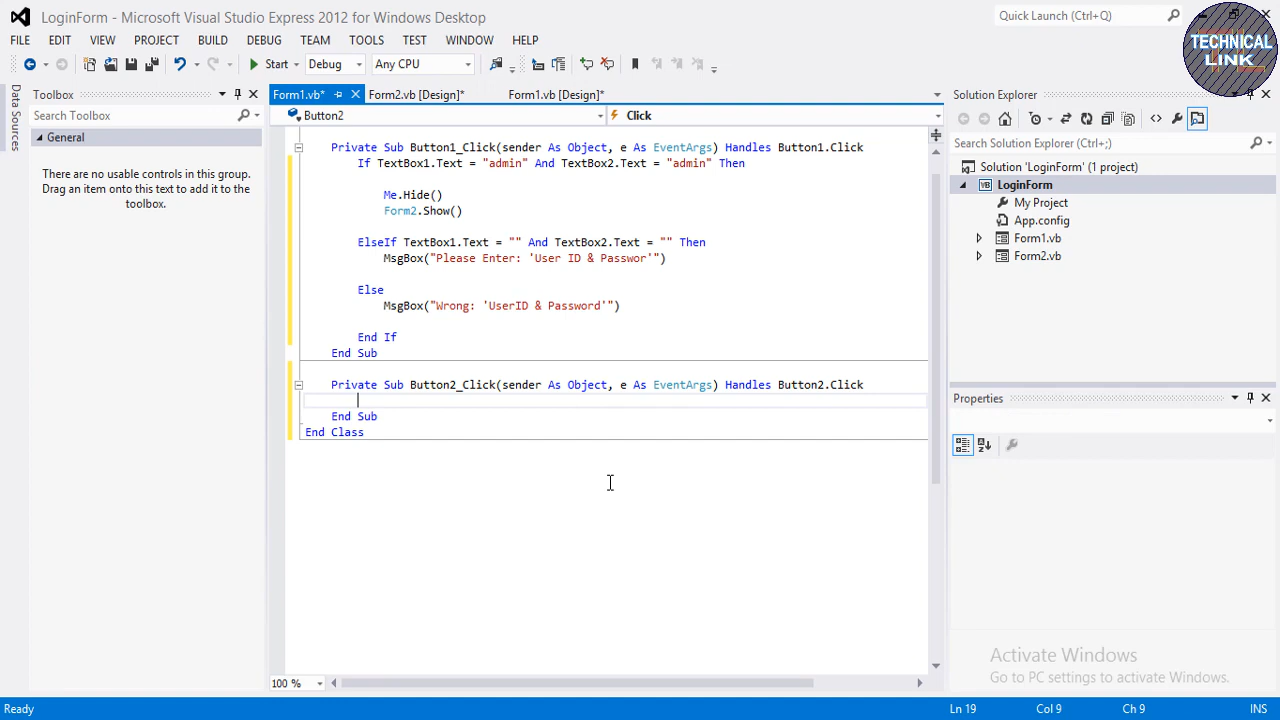 LoginForm - Microsoft Visual Studio Express 2012 for Windows Desktop
Quick Launch (Ctrl+Q)
TECHNICAL
LINK
FILE EDIT VIEW PROJECT BUILD DEBUG TEAM TOOLS TEST WINDOW HELP
Start Debug Any CPU
Data Sources
Toolbox
Search Toolbox
General
There are no usable controls in this group.
Drag an item onto this text to add it to the
toolbox.
Form1.vb* Form2.vb [Design]* Form1.vb [Design]*
Button2 Click
Private Sub Button1_Click(sender As Object, e As EventArgs) Handles Button1.Click
If TextBox1.Text = "admin" And TextBox2.Text = "admin" Then
Me.Hide()
Form2.Show()
ElseIf TextBox1.Text = "" And TextBox2.Text = "" Then
MsgBox("Please Enter: 'User ID & Passwor'")
Else
MsgBox("Wrong: 'UserID & Password'")
End If
End Sub
Private Sub Button2_Click(sender As Object, e As EventArgs) Handles Button2.Click
End Sub
End Class
100 %
Solution Explorer
Search Solution Explorer (Ctrl+;)
Solution 'LoginForm' (1 project)
VB LoginForm
My Project
App.config
Form1.vb
Form2.vb
Properties
Activate Windows
Go to PC settings to activate Windows.
Ready Ln 19 Col 9 Ch 9 INS